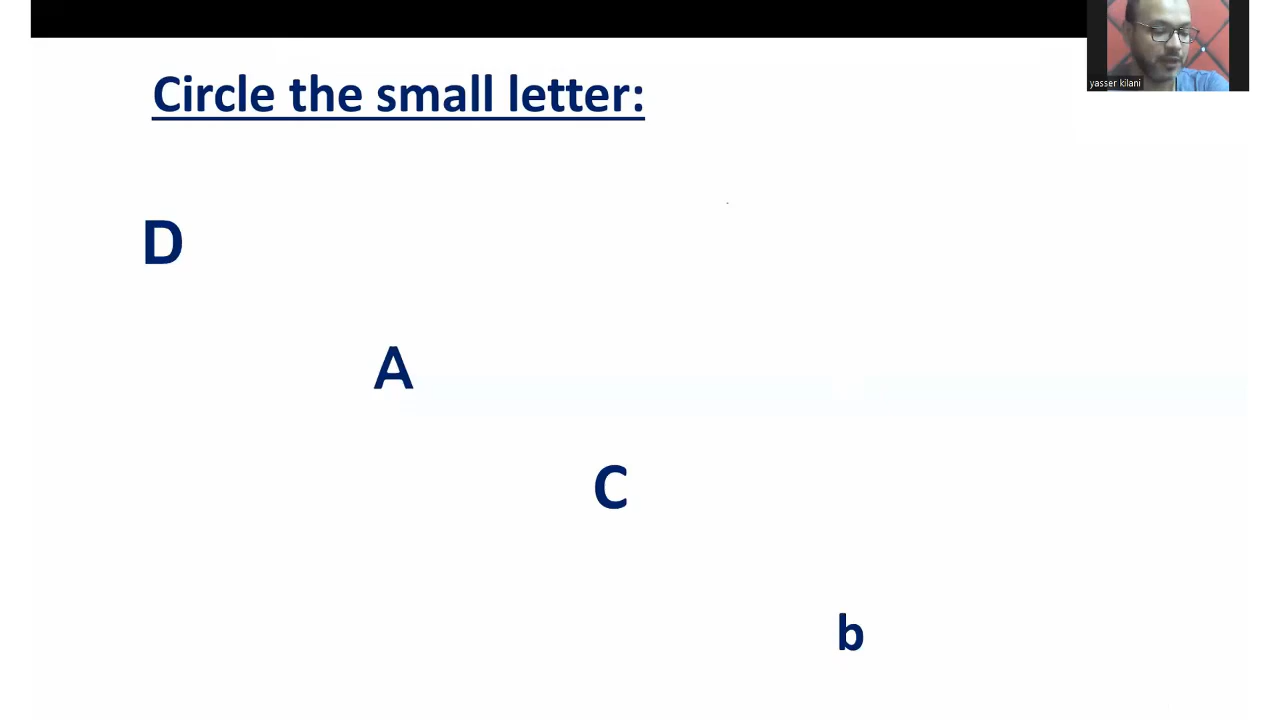 Circle the small letter:
yasser kilani
D
A
C
b